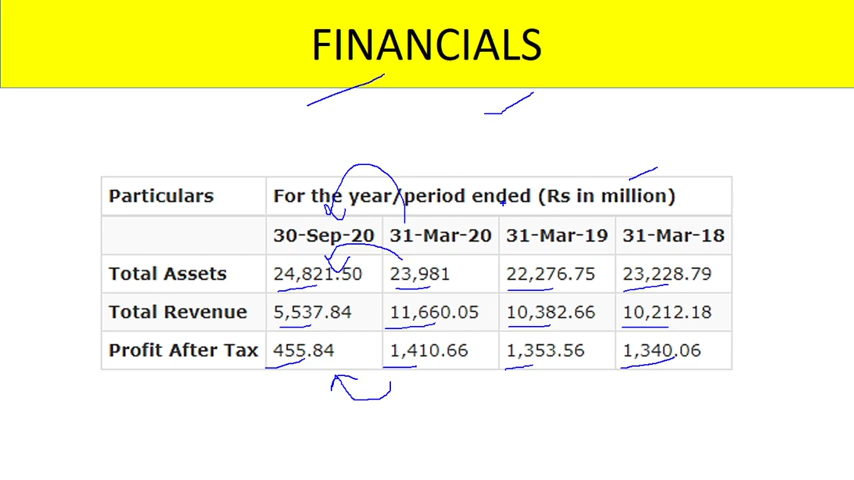 FINANCIALS
Particulars For the year/period ended (Rs in million)
30-Sep-20 31-Mar-20 31-Mar-19 31-Mar-18
Total Assets 24,821.50 23,981 22,276.75 23,228.79
Total Revenue 5,537.84 11,660.05 10,382.66 10,212.18
Profit After Tax 455.84 1,410.66 1,353.56 1,340.06